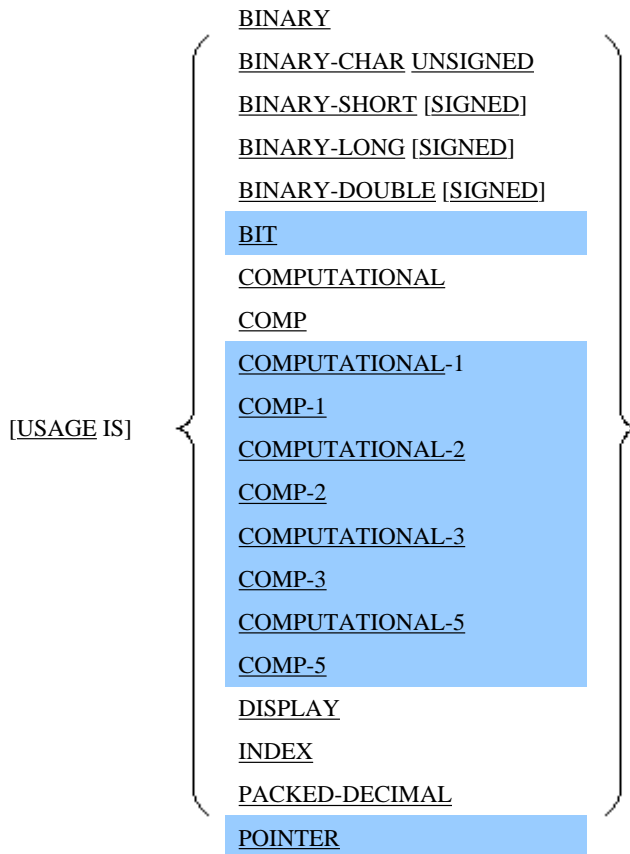 BINARY
BINARY-CHAR UNSIGNED
BINARY-SHORT [SIGNED]
BINARY-LONG [SIGNED]
BINARY-DOUBLE [SIGNED]
BIT
COMPUTATIONAL
COMP
COMPUTATIONAL-1
COMP-1
[USAGE IS]
COMPUTATIONAL-2
COMP-2
COMPUTATIONAL-3
COMP-3
COMPUTATIONAL-5
COMP-5
DISPLAY
INDEX
PACKED-DECIMAL
POINTER